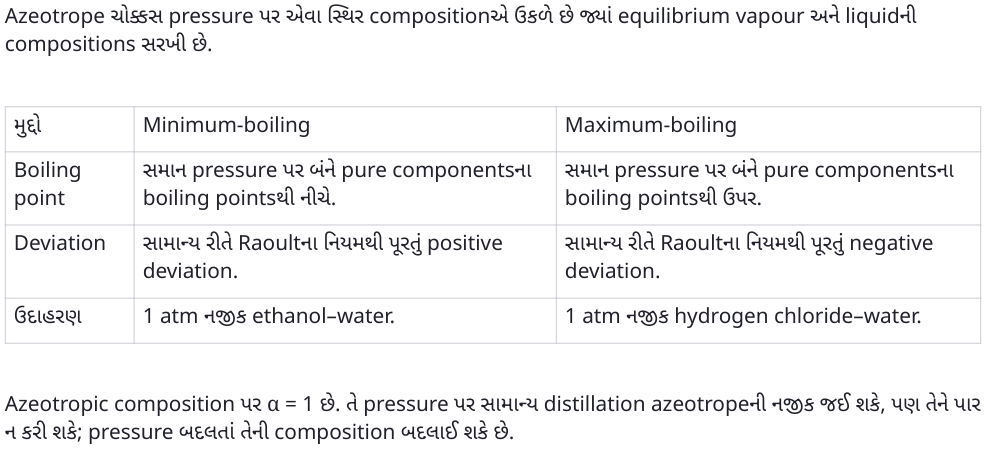 Azeotrope ચોક્કસ pressure પર એવા સ્થિર compositionએ ઉકળે છે જ્યાં equilibrium vapour અને liquidની
compositions સરખી છે.
મુદ્દો Minimum-boiling Maximum-boiling
Boiling point સમાન pressure પર બંને pure componentsના boiling pointsથી નીચે. સમાન pressure પર બંને pure componentsના boiling pointsથી ઉપર.
Deviation સામાન્ય રીતે Raoultના નિયમથી પૂરતું positive deviation. સામાન્ય રીતે Raoultના નિયમથી પૂરતું negative deviation.
ઉદાહરણ 1 atm નજીક ethanol–water. 1 atm નજીક hydrogen chloride–water.
Azeotropic composition પર α = 1 છે. તે pressure પર સામાન્ય distillation azeotropeની નજીક જઈ શકે, પણ તેને પાર
ન કરી શકે; pressure બદલતાં તેની composition બદલાઈ શકે છે.